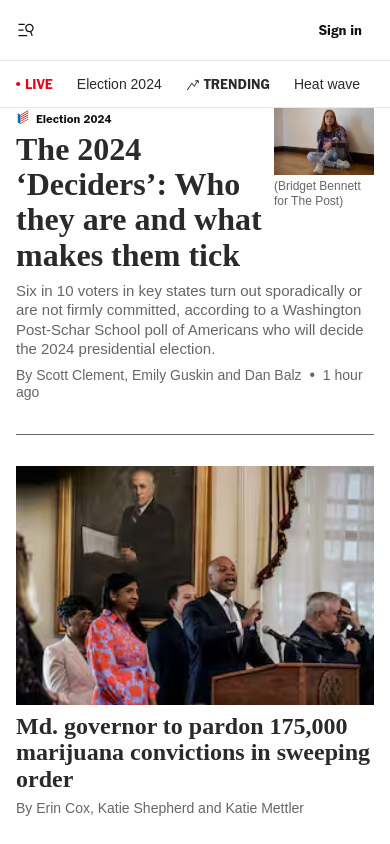 Sign in
• LIVE Election 2024 TRENDING Heat wave
Election 2024
The 2024
‘Deciders’: Who
they are and what
makes them tick
(Bridget Bennett
for The Post)
Six in 10 voters in key states turn out sporadically or
are not firmly committed, according to a Washington
Post-Schar School poll of Americans who will decide
the 2024 presidential election.
By Scott Clement, Emily Guskin and Dan Balz • 1 hour
ago
Md. governor to pardon 175,000
marijuana convictions in sweeping
order
By Erin Cox, Katie Shepherd and Katie Mettler